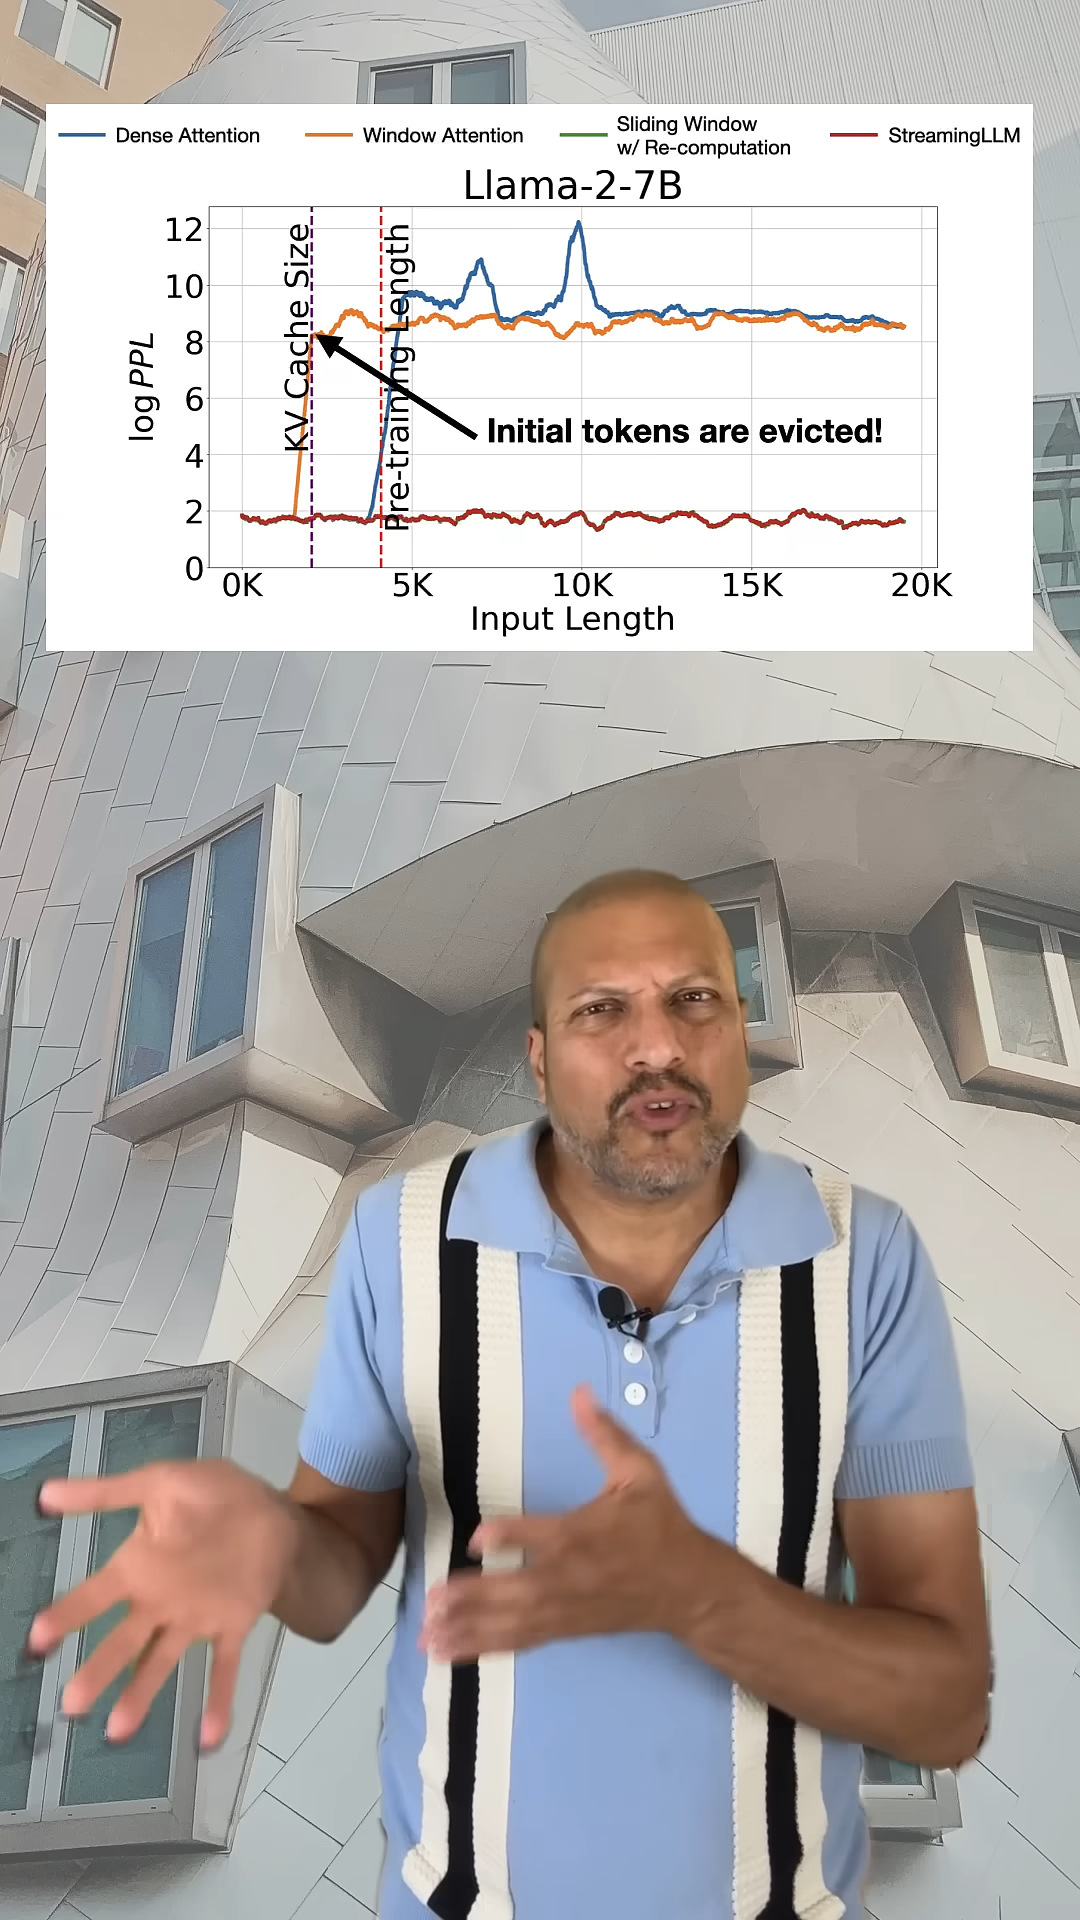 Dense Attention
Window Attention
Sliding Window
w/ Re-computation
StreamingLLM
Llama-2-7B
12
10
8
6
4
2
0
log PPL
KV Cache Size
Pre-training Length
Initial tokens are evicted!
0K
5K
10K
15K
20K
Input Length